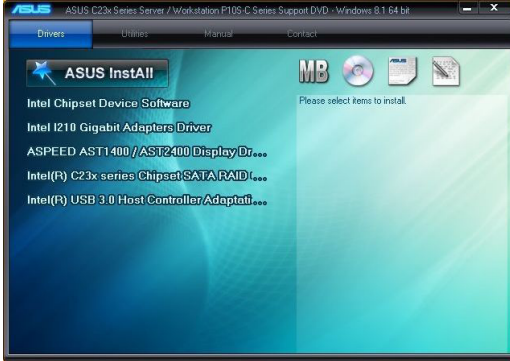 ASUS ASUS C23x Series Server / Workstation P10S-C Series Support DVD - Windows 8.1 64 bit
Drivers Utilities Manual Contact
ASUS InstAll
MB
Please select items to install.
Intel Chipset Device Software
Intel I210 Gigabit Adapters Driver
ASPEED AST1400 / AST2400 Display Dr...
Intel(R) C23x series Chipset SATA RAID ...
Intel(R) USB 3.0 Host Controller Adaptati...